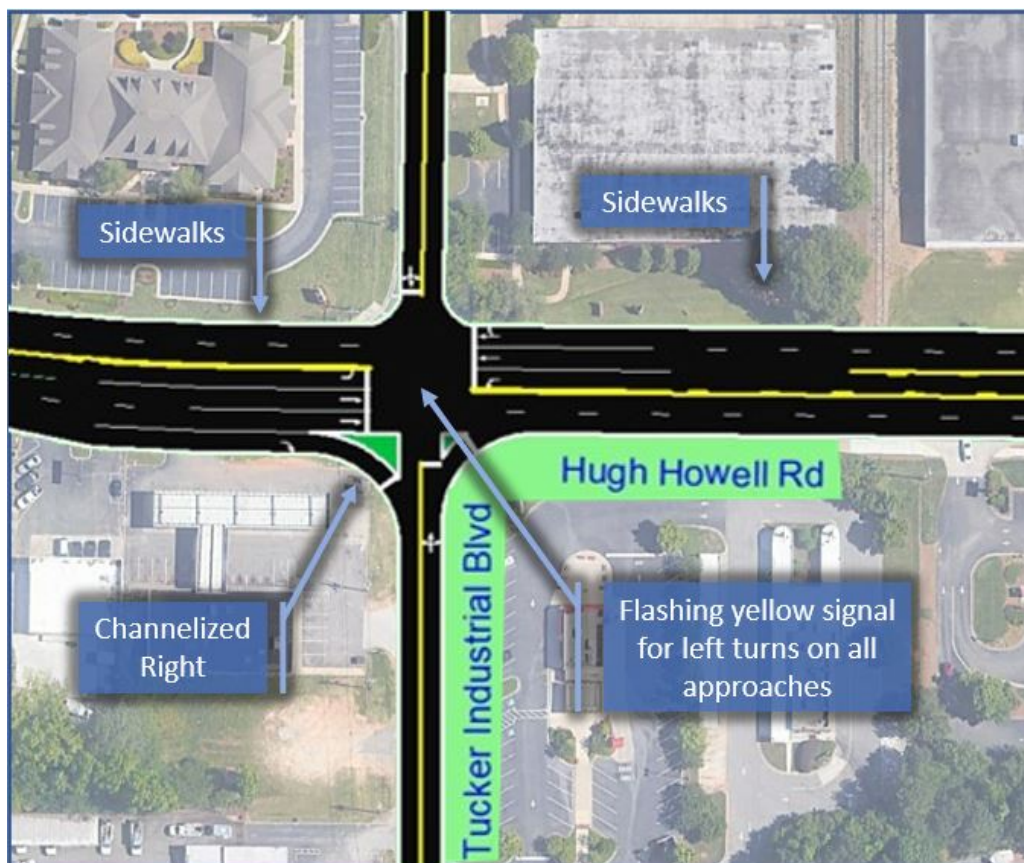 Sidewalks
Sidewalks
Hugh Howell Rd
Tucker Industrial Blvd
Channelized
Right
Flashing yellow signal
for left turns on all
approaches